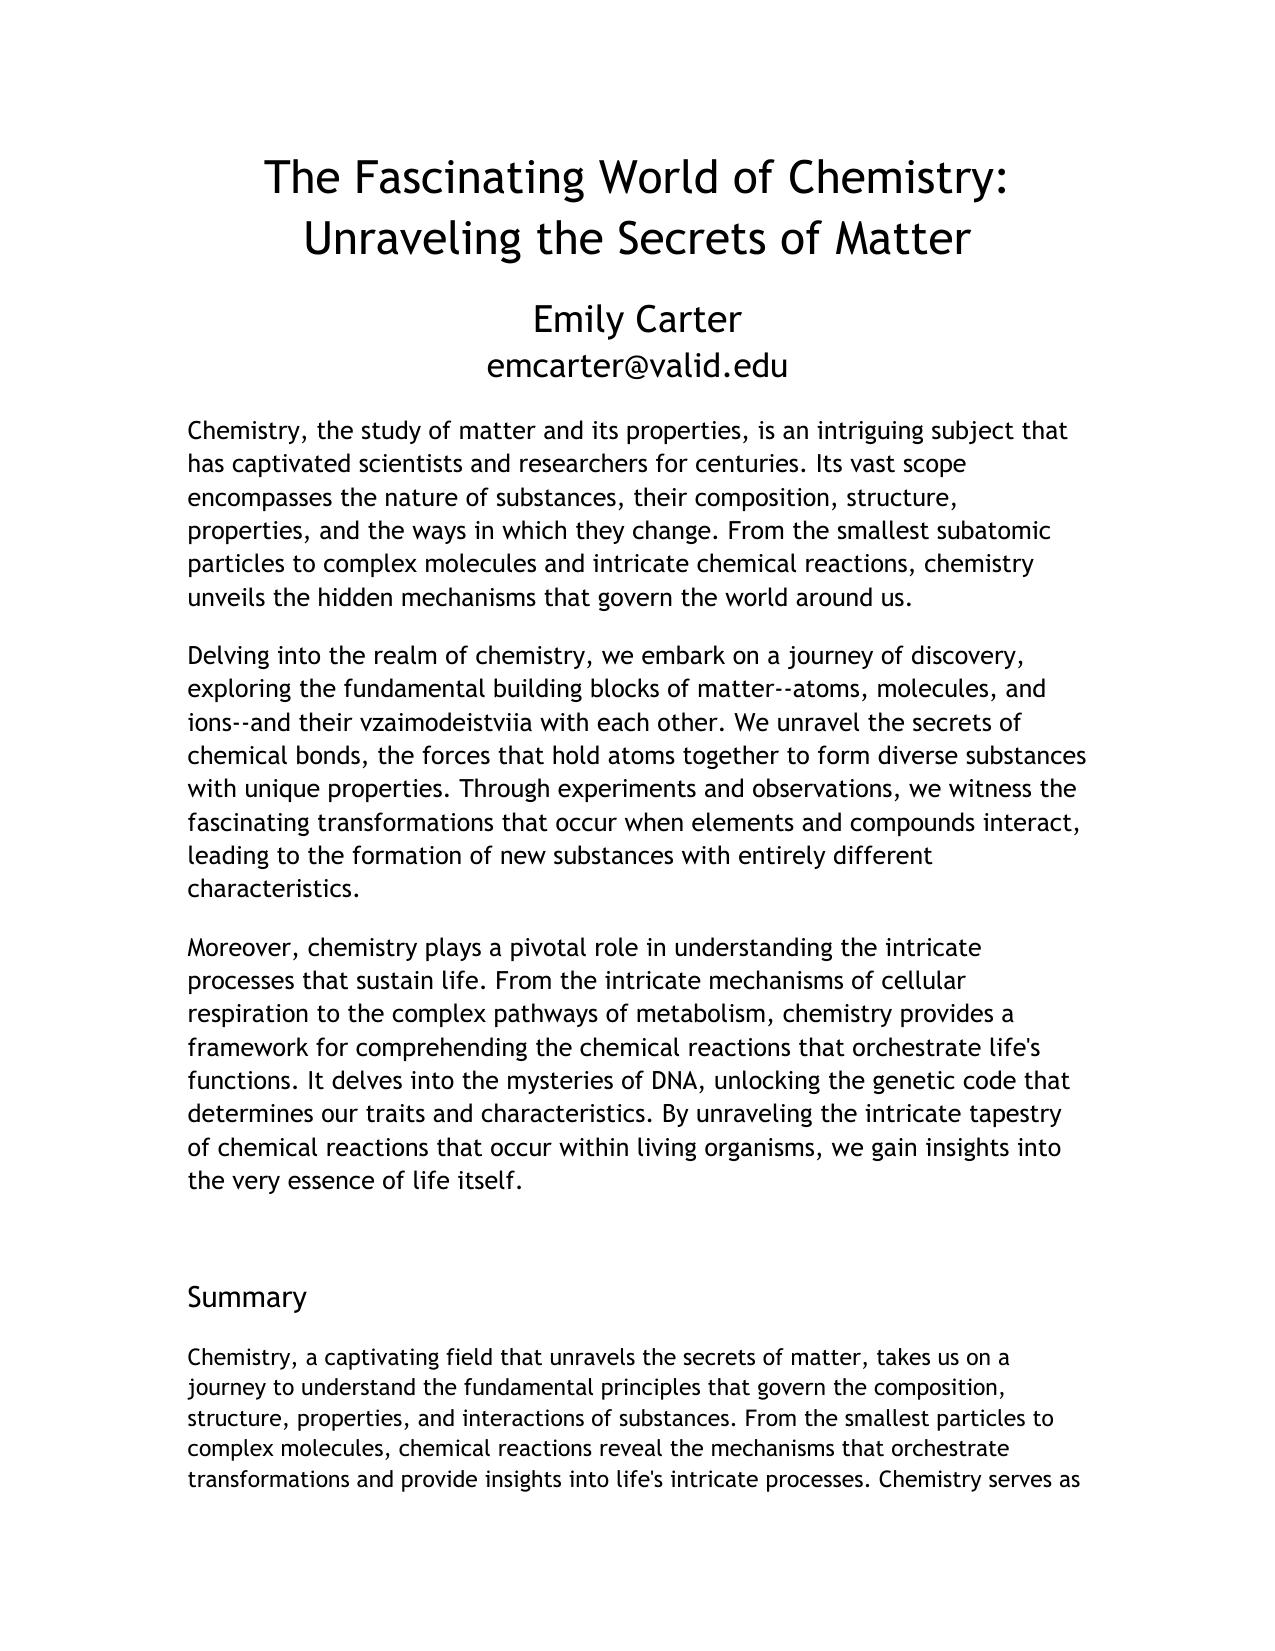 The Fascinating World of Chemistry:
Unraveling the Secrets of Matter
Emily Carter
emcarter@valid.edu
Chemistry, the study of matter and its properties, is an intriguing subject that
has captivated scientists and researchers for centuries. Its vast scope
encompasses the nature of substances, their composition, structure,
properties, and the ways in which they change. From the smallest subatomic
particles to complex molecules and intricate chemical reactions, chemistry
unveils the hidden mechanisms that govern the world around us.
Delving into the realm of chemistry, we embark on a journey of discovery,
exploring the fundamental building blocks of matter--atoms, molecules, and
ions--and their vzaimodeistviia with each other. We unravel the secrets of
chemical bonds, the forces that hold atoms together to form diverse substances
with unique properties. Through experiments and observations, we witness the
fascinating transformations that occur when elements and compounds interact,
leading to the formation of new substances with entirely different
characteristics.
Moreover, chemistry plays a pivotal role in understanding the intricate
processes that sustain life. From the intricate mechanisms of cellular
respiration to the complex pathways of metabolism, chemistry provides a
framework for comprehending the chemical reactions that orchestrate life's
functions. It delves into the mysteries of DNA, unlocking the genetic code that
determines our traits and characteristics. By unraveling the intricate tapestry
of chemical reactions that occur within living organisms, we gain insights into
the very essence of life itself.
Summary
Chemistry, a captivating field that unravels the secrets of matter, takes us on a
journey to understand the fundamental principles that govern the composition,
structure, properties, and interactions of substances. From the smallest particles to
complex molecules, chemical reactions reveal the mechanisms that orchestrate
transformations and provide insights into life's intricate processes. Chemistry serves as